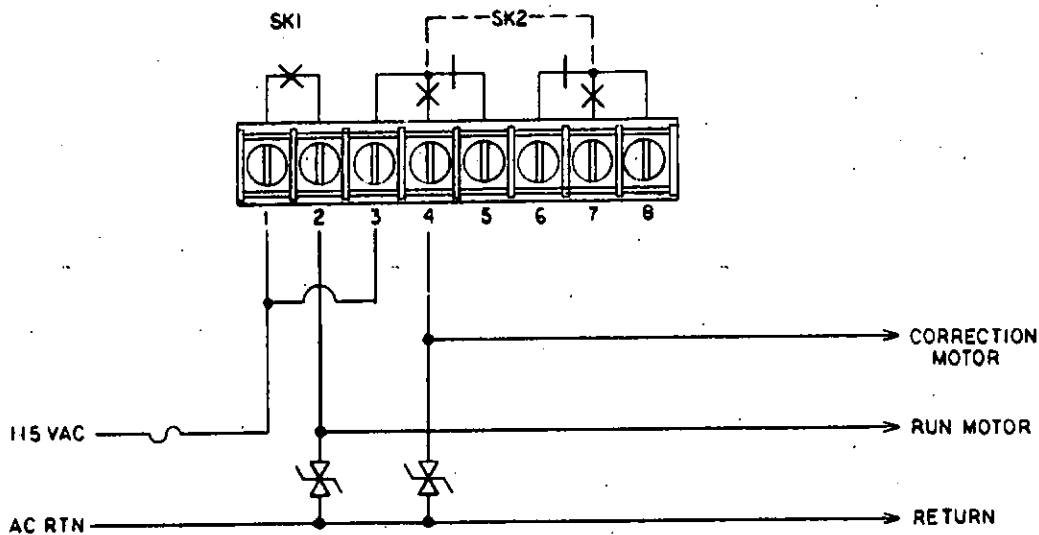 SK1
SK2
1 2 3 4 5 6 7 8
CORRECTION
MOTOR
115 VAC
RUN MOTOR
AC RTN
RETURN